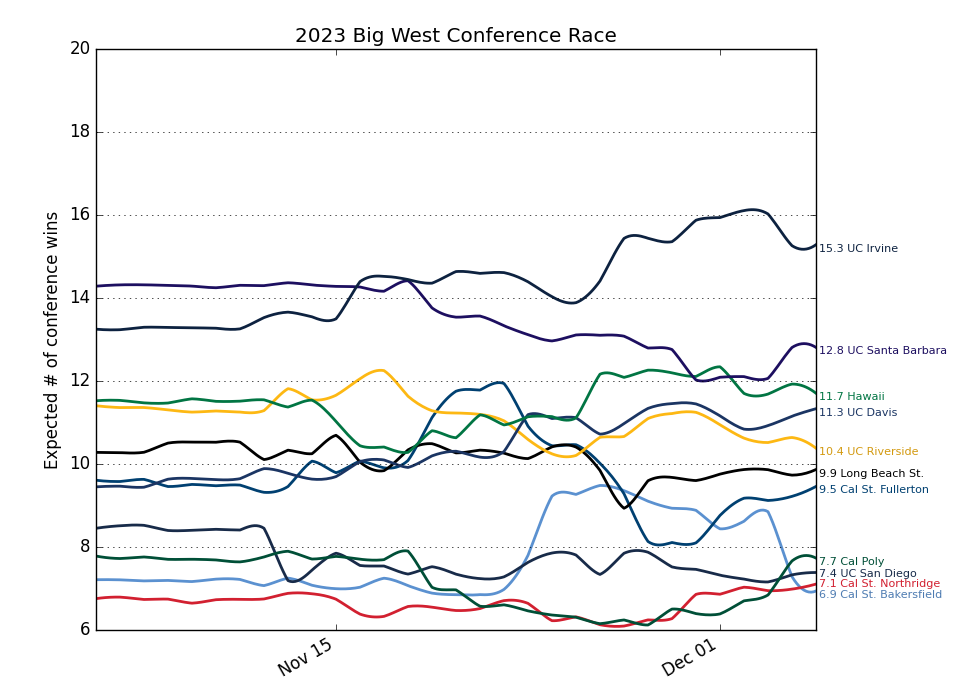 2023 Big West Conference Race
Expected # of conference wins
20
18
16
14
12
10
8
6
Nov 15
Dec 01
15.3 UC Irvine
12.8 UC Santa Barbara
11.7 Hawaii
11.3 UC Davis
10.4 UC Riverside
9.9 Long Beach St.
9.5 Cal St. Fullerton
7.7 Cal Poly
7.4 UC San Diego
7.1 Cal St. Northridge
6.9 Cal St. Bakersfield